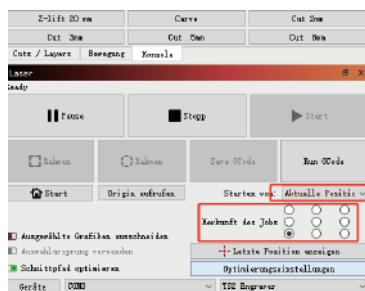 Z-lift 20 mm Carve Cut 2mm
Cut 3mm Cut 5mm Cut 8mm
Cuts / Layers Bewegung Konsole
Laser
Ready
Pause Stopp Start
Rahmen Rahmen Save GCode Run GCode
Start Origin aufrufen Starten von: Aktuelle Positic
Herkunft des Jobs
Ausgewählte Grafiken ausschneiden
Auswahlursprung verwenden Letzte Position anzeigen
Schnittpfad optimieren Optimierungseinstellungen
Geräte TS2 Engraver